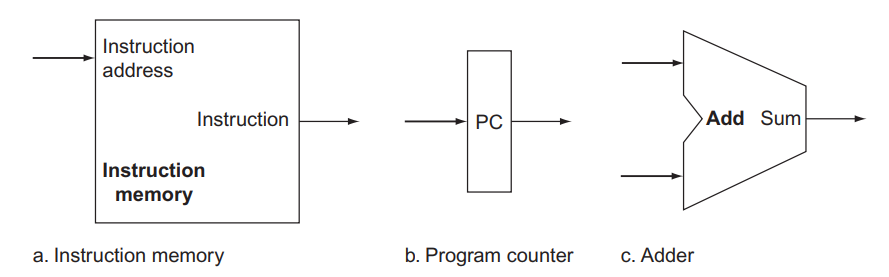 Instruction
address
Instruction
Instruction
memory
PC
Add Sum
a. Instruction memory
b. Program counter
c. Adder